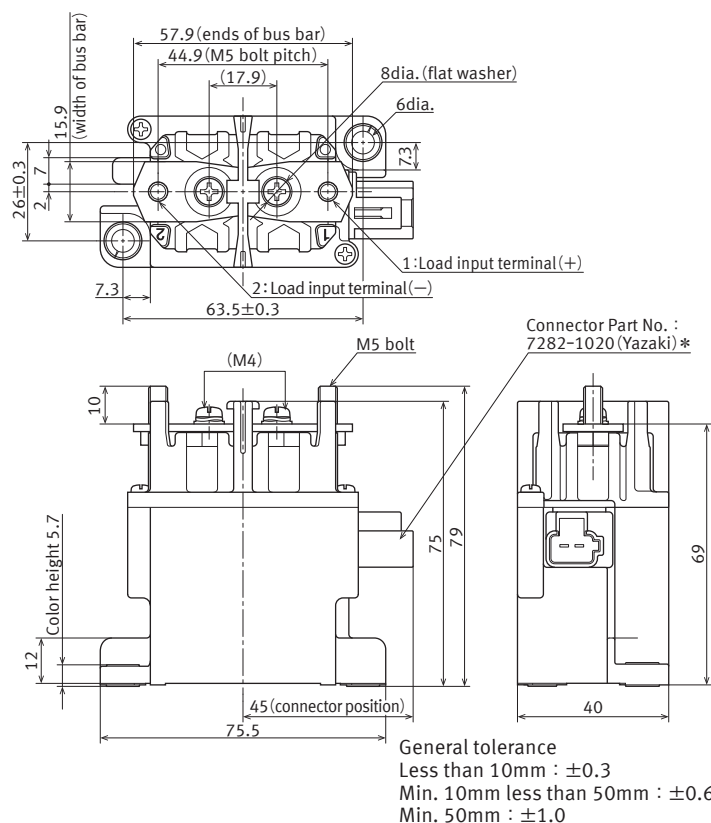 57.9(ends of bus bar)
44.9(M5 bolt pitch)
(17.9)
8dia.(flat washer)
6dia.
15.9
(width of bus bar)
26±0.3
7
2
7.3
2
1
7.3
1:Load input terminal(+)
2:Load input terminal(−)
63.5±0.3
Connector Part No. :
7282-1020(Yazaki)*
M5 bolt
(M4)
10
75
79
69
Color height 5.7
12
45(connector position)
75.5
40
General tolerance
Less than 10mm : ±0.3
Min. 10mm less than 50mm : ±0.6
Min. 50mm : ±1.0